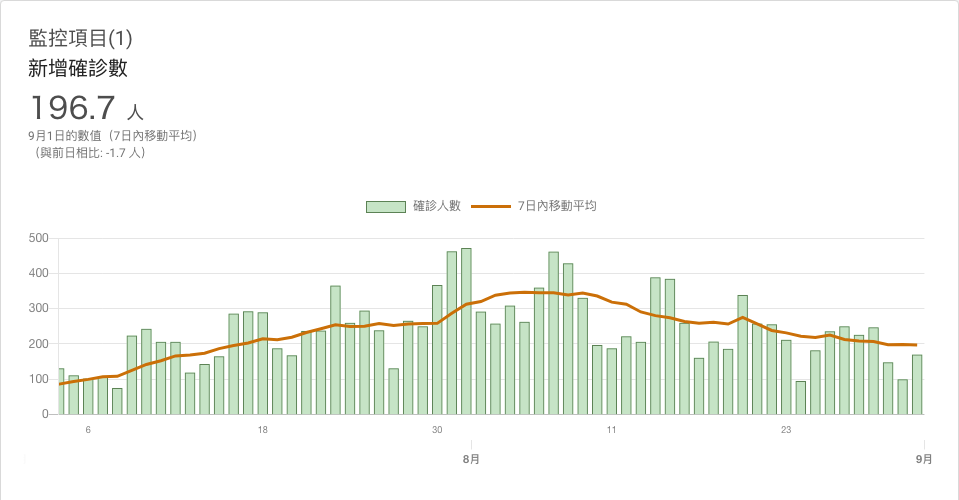 監控項目(1)
新增確診數
196.7 人
9月1日的數值（7日內移動平均）
（與前日相比: -1.7 人）
確診人數 7日內移動平均
500
400
300
200
100
0
6 18 30 11 23
8月 9月